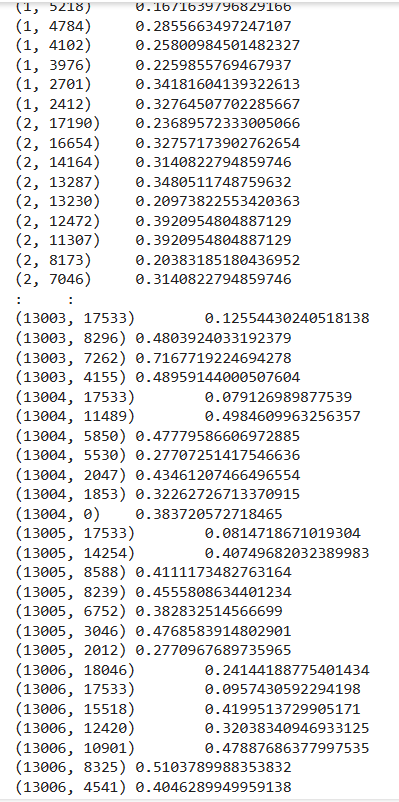 (1, 5218) 0.1671639796829166
(1, 4784) 0.2855663497247107
(1, 4102) 0.25800984501482327
(1, 3976) 0.2259855769467937
(1, 2701) 0.34181604139322613
(1, 2412) 0.32764507702285667
(2, 17190) 0.23689572333005066
(2, 16654) 0.32757173902762654
(2, 14164) 0.3140822794859746
(2, 13287) 0.3480511748759632
(2, 13230) 0.20973822553420363
(2, 12472) 0.3920954804887129
(2, 11307) 0.3920954804887129
(2, 8173) 0.20383185180436952
(2, 7046) 0.3140822794859746
: :
(13003, 17533) 0.12554430240518138
(13003, 8296) 0.4803924033192379
(13003, 7262) 0.7167719224694278
(13003, 4155) 0.48959144000507604
(13004, 17533) 0.079126989877539
(13004, 11489) 0.4984609963256357
(13004, 5850) 0.47779586606972885
(13004, 5530) 0.27707251417546636
(13004, 2047) 0.43461207466496554
(13004, 1853) 0.32262726713370915
(13004, 0) 0.383720572718465
(13005, 17533) 0.0814718671019304
(13005, 14254) 0.40749682032389983
(13005, 8588) 0.4111173482763164
(13005, 8239) 0.4555808634401234
(13005, 6752) 0.382832514566699
(13005, 3046) 0.4768583914802901
(13005, 2012) 0.2770967689735965
(13006, 18046) 0.24144188775401434
(13006, 17533) 0.0957430592294198
(13006, 15518) 0.4199513729905171
(13006, 12420) 0.32038340946933125
(13006, 10901) 0.47887686377997535
(13006, 8325) 0.5103789988353832
(13006, 4541) 0.4046289949959138